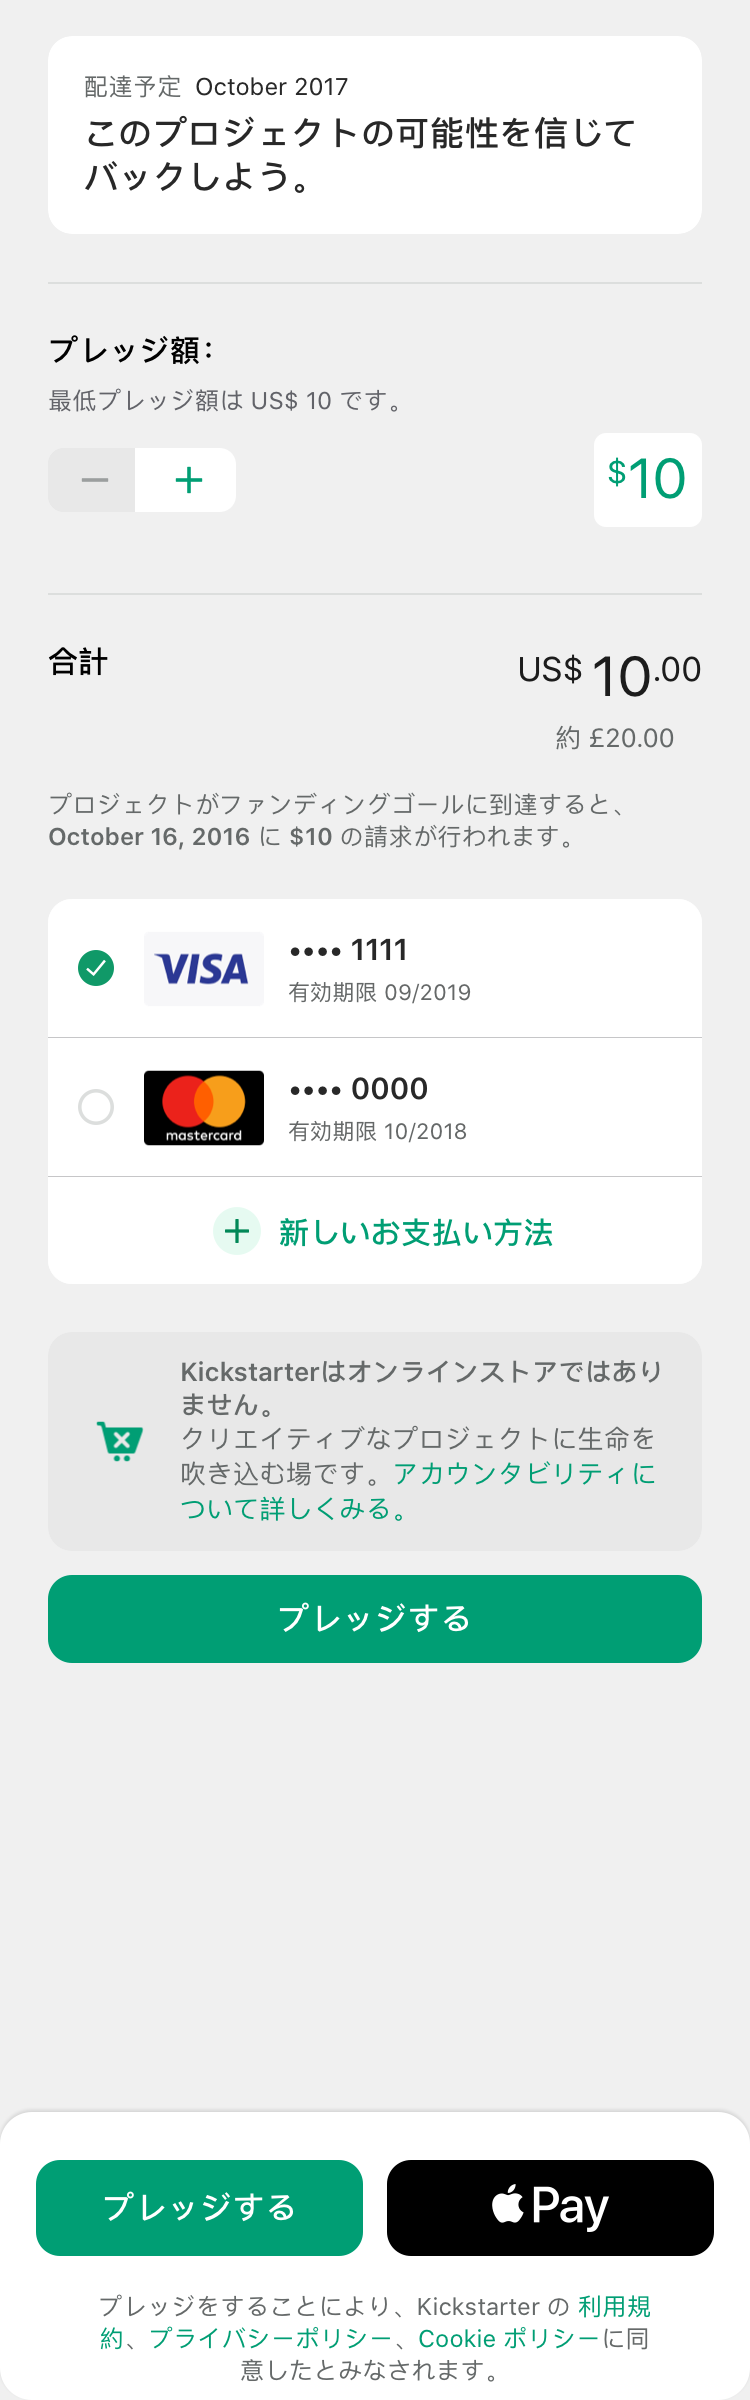 配達予定 October 2017
このプロジェクトの可能性を信じて
バックしよう。
プレッジ額：
最低プレッジ額は US$ 10 です。
− +
$10
合計
US$ 10.00
約 £20.00
プロジェクトがファンディングゴールに到達すると、
October 16, 2016 に $10 の請求が行われます。
VISA
•••• 1111
有効期限 09/2019
mastercard
•••• 0000
有効期限 10/2018
+ 新しいお支払い方法
Kickstarterはオンラインストアではあり
ません。
クリエイティブなプロジェクトに生命を
吹き込む場です。アカウンタビリティに
ついて詳しくみる。
プレッジする
プレッジする
Pay
プレッジをすることにより、Kickstarter の 利用規
約、プライバシーポリシー、Cookie ポリシーに同
意したとみなされます。